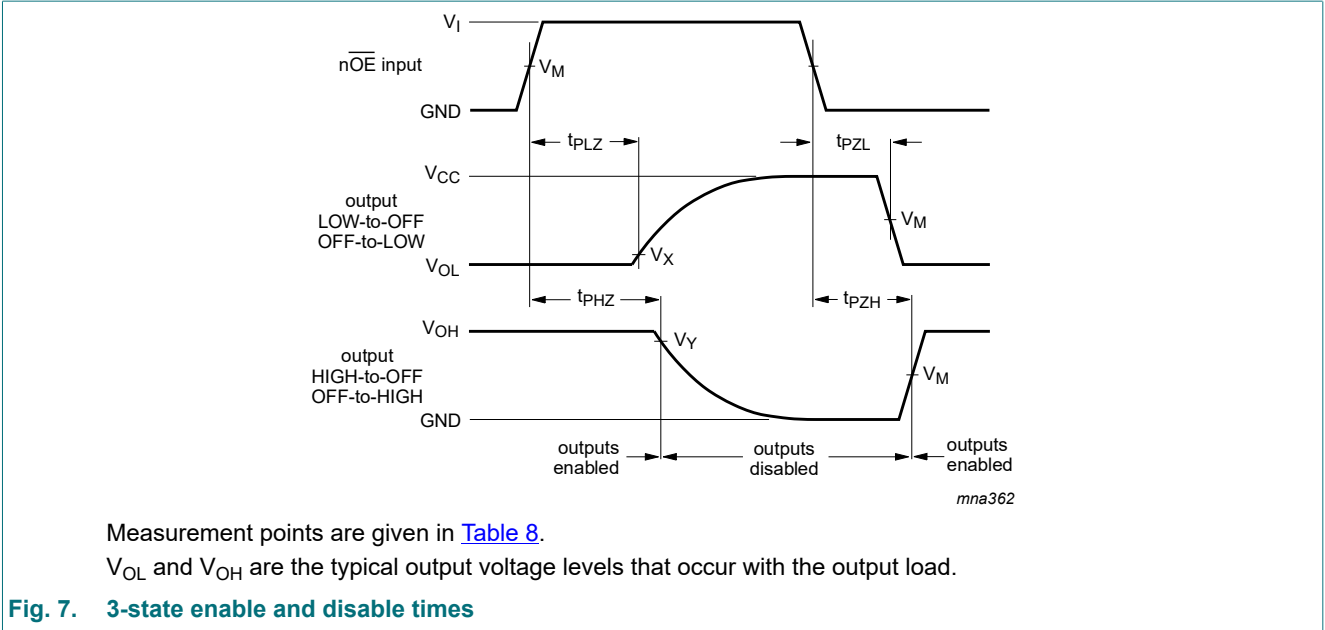 V_I
nOE input
V_M
GND
t_PLZ
t_PZL
V_CC
output
LOW-to-OFF
OFF-to-LOW
V_M
V_X
V_OL
t_PHZ
t_PZH
V_OH
V_Y
output
HIGH-to-OFF
OFF-to-HIGH
V_M
GND
outputs
enabled
outputs
disabled
outputs
enabled
mna362
Measurement points are given in Table 8.
V_OL and V_OH are the typical output voltage levels that occur with the output load.
Fig. 7. 3-state enable and disable times